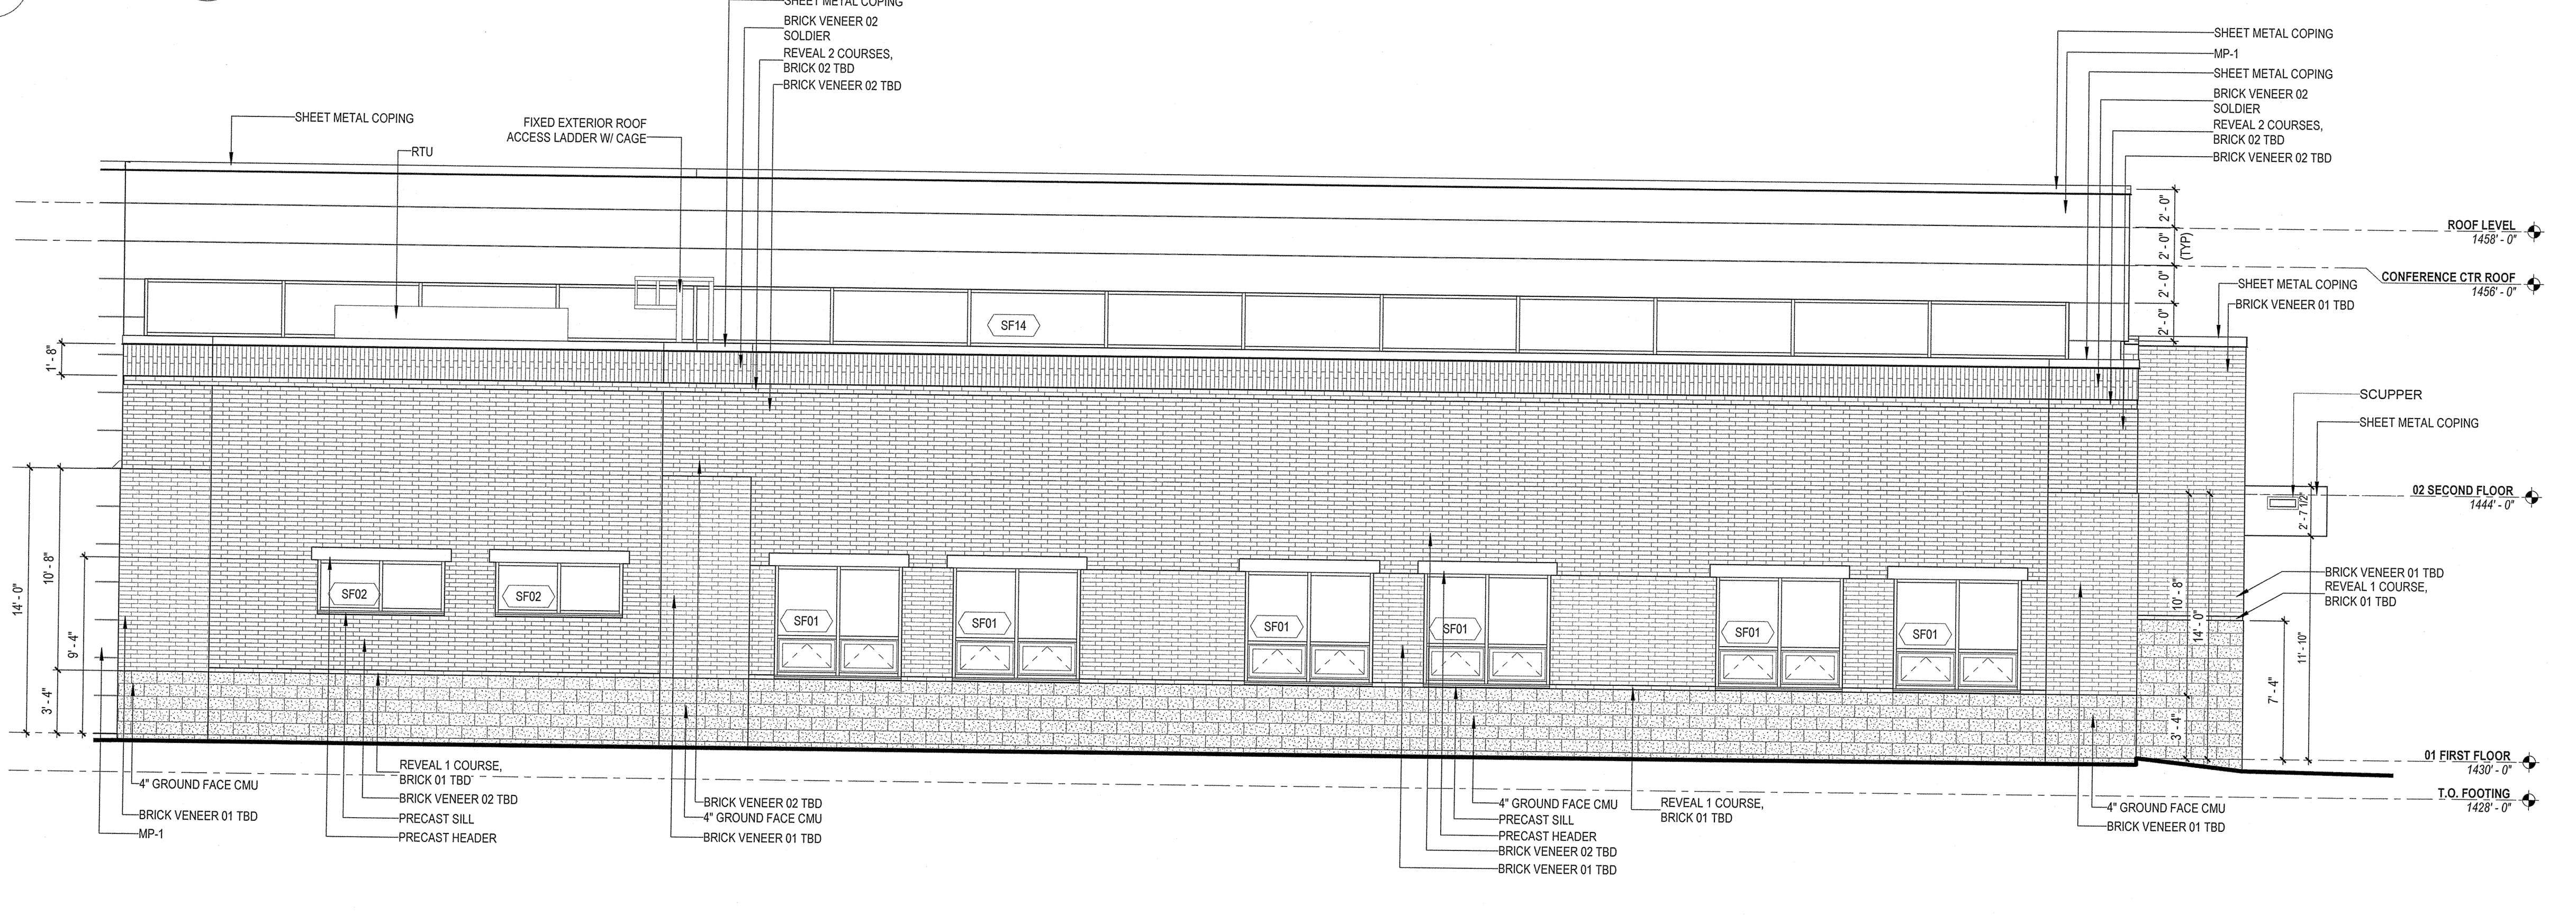 SHEET METAL COPING
BRICK VENEER 02
SOLDIER
REVEAL 2 COURSES,
BRICK 02 TBD
BRICK VENEER 02 TBD
SHEET METAL COPING
MP-1
SHEET METAL COPING
BRICK VENEER 02
SOLDIER
REVEAL 2 COURSES,
BRICK 02 TBD
BRICK VENEER 02 TBD
SHEET METAL COPING
FIXED EXTERIOR ROOF
ACCESS LADDER W/ CAGE
RTU
2' - 0"
2' - 0"
(TYP)
2' - 0"
2' - 0"
ROOF LEVEL
1458' - 0"
CONFERENCE CTR ROOF
1456' - 0"
SHEET METAL COPING
BRICK VENEER 01 TBD
SF14
1' - 8"
SCUPPER
SHEET METAL COPING
02 SECOND FLOOR
1444' - 0"
2' - 7 1/2"
14' - 0"
10' - 8"
9' - 4"
3' - 4"
SF02
SF02
SF01
SF01
SF01
SF01
SF01
SF01
10' - 8"
14' - 0"
3' - 4"
11' - 10"
7' - 4"
BRICK VENEER 01 TBD
REVEAL 1 COURSE,
BRICK 01 TBD
01 FIRST FLOOR
1430' - 0"
T.O. FOOTING
1428' - 0"
4" GROUND FACE CMU
BRICK VENEER 01 TBD
MP-1
REVEAL 1 COURSE,
BRICK 01 TBD
BRICK VENEER 02 TBD
PRECAST SILL
PRECAST HEADER
BRICK VENEER 02 TBD
4" GROUND FACE CMU
BRICK VENEER 01 TBD
4" GROUND FACE CMU
PRECAST SILL
PRECAST HEADER
BRICK VENEER 02 TBD
BRICK VENEER 01 TBD
REVEAL 1 COURSE,
BRICK 01 TBD
4" GROUND FACE CMU
BRICK VENEER 01 TBD